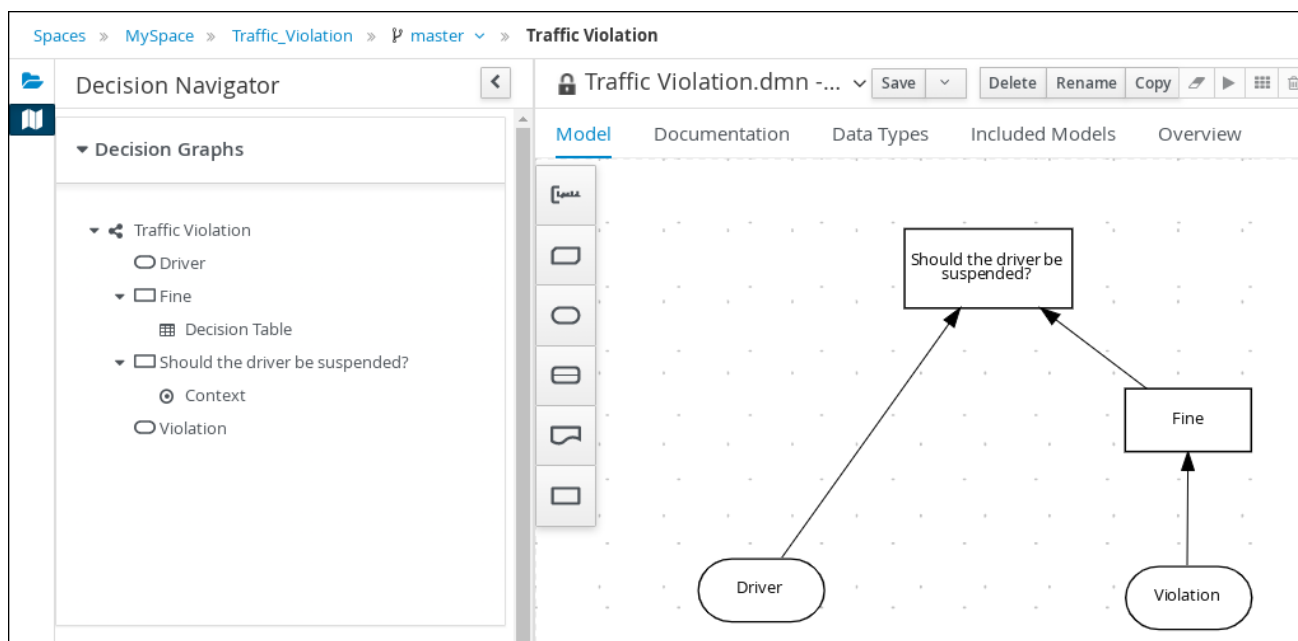 Spaces » MySpace » Traffic_Violation » master » Traffic Violation
Decision Navigator
Decision Graphs
Traffic Violation
Driver
Fine
Decision Table
Should the driver be suspended?
Context
Violation
Traffic Violation.dmn -...
Save
Delete
Rename
Copy
Model
Documentation
Data Types
Included Models
Overview
Should the driver be
suspended?
Fine
Driver
Violation